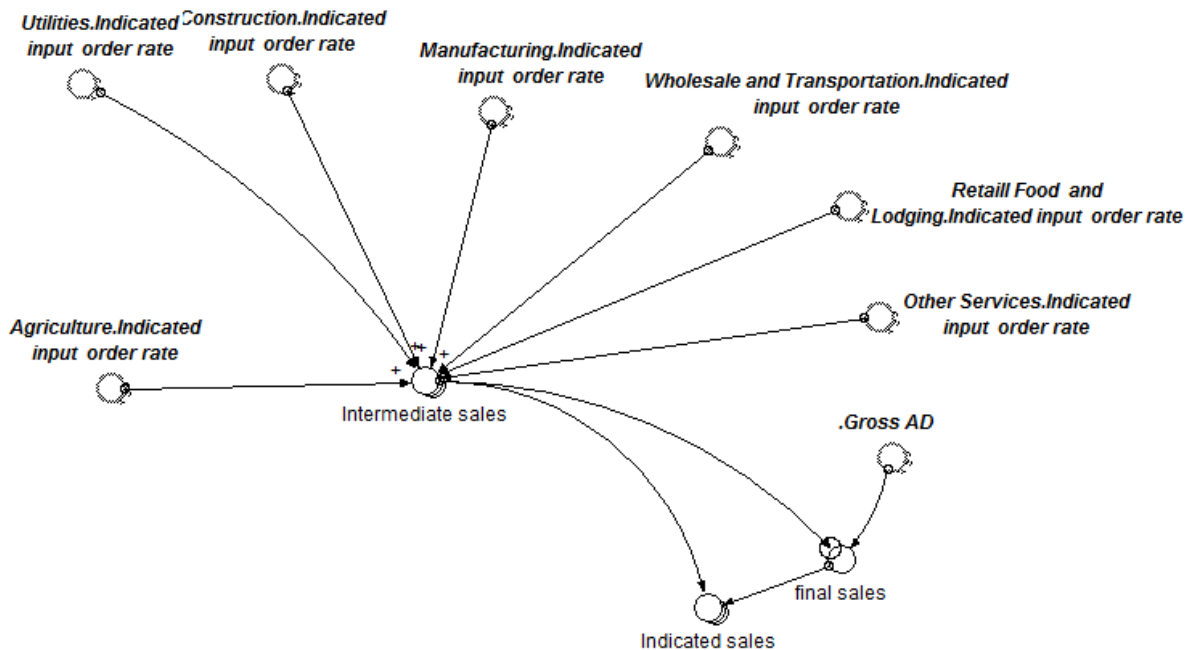 Utilities.Indicated
input order rate
Construction.Indicated
input order rate
Manufacturing.Indicated
input order rate
Wholesale and Transportation.Indicated
input order rate
Retaill Food and
Lodging.Indicated input order rate
Other Services.Indicated
input order rate
Agriculture.Indicated
input order rate
+
++
+
Intermediate sales
.Gross AD
final sales
Indicated sales